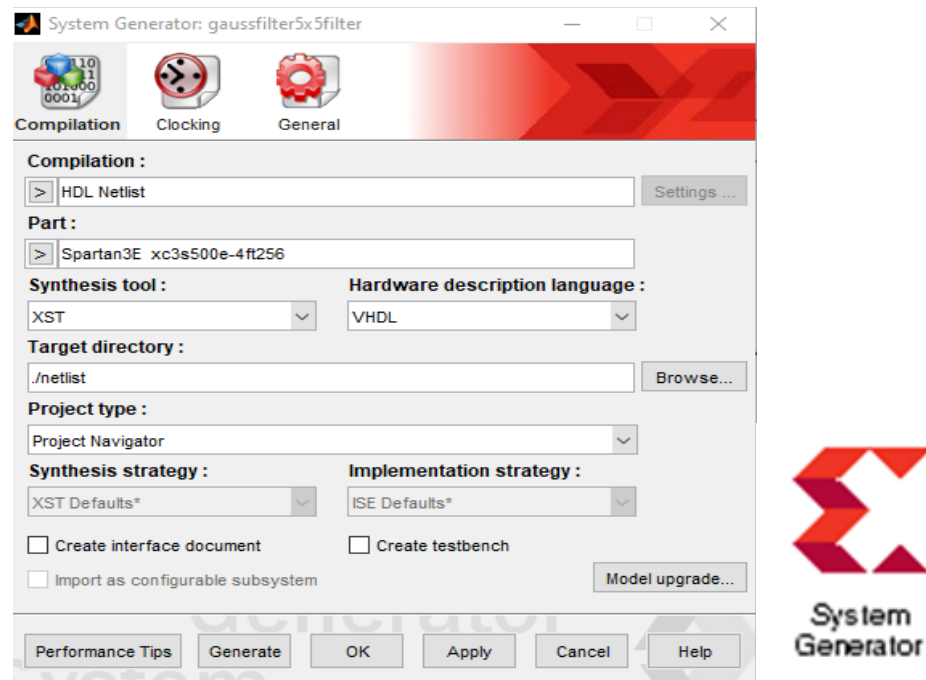 System Generator: gaussfilter5x5filter
Compilation Clocking General
Compilation :
> HDL Netlist Settings ...
Part :
> Spartan3E xc3s500e-4ft256
Synthesis tool : Hardware description language :
XST VHDL
Target directory :
./netlist Browse...
Project type :
Project Navigator
Synthesis strategy : Implementation strategy :
XST Defaults* ISE Defaults*
Create interface document Create testbench
Import as configurable subsystem Model upgrade...
Performance Tips Generate OK Apply Cancel Help
System
Generator